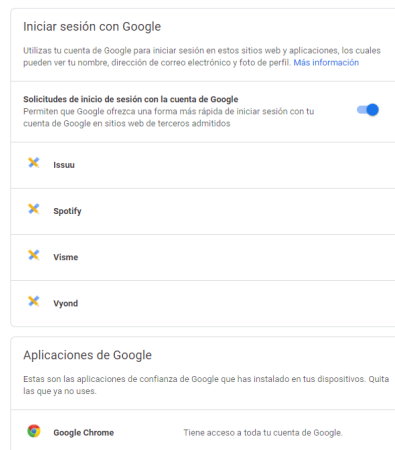 Iniciar sesión con Google
Utilizas tu cuenta de Google para iniciar sesión en estos sitios web y aplicaciones, los cuales
pueden ver tu nombre, dirección de correo electrónico y foto de perfil. Más información
Solicitudes de inicio de sesión con la cuenta de Google
Permiten que Google ofrezca una forma más rápida de iniciar sesión con tu
cuenta de Google en sitios web de terceros admitidos
Issuu
Spotify
Visme
Vyond
Aplicaciones de Google
Estas son las aplicaciones de confianza de Google que has instalado en tus dispositivos. Quita
las que ya no uses.
Google Chrome Tiene acceso a toda tu cuenta de Google.